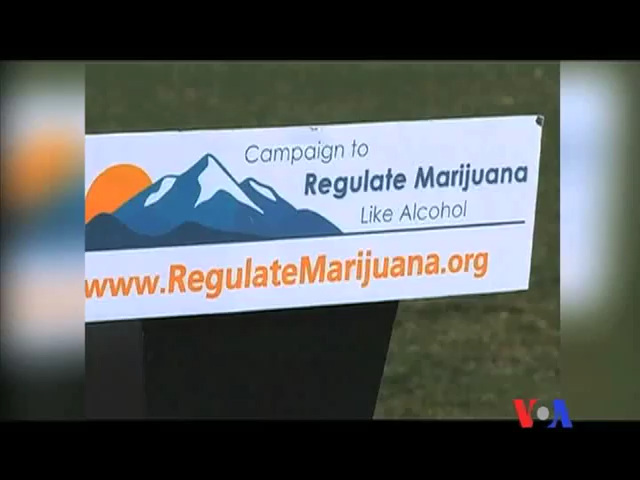 Campaign to
Regulate Marijuana
Like Alcohol
www.RegulateMarijuana.org
VOA